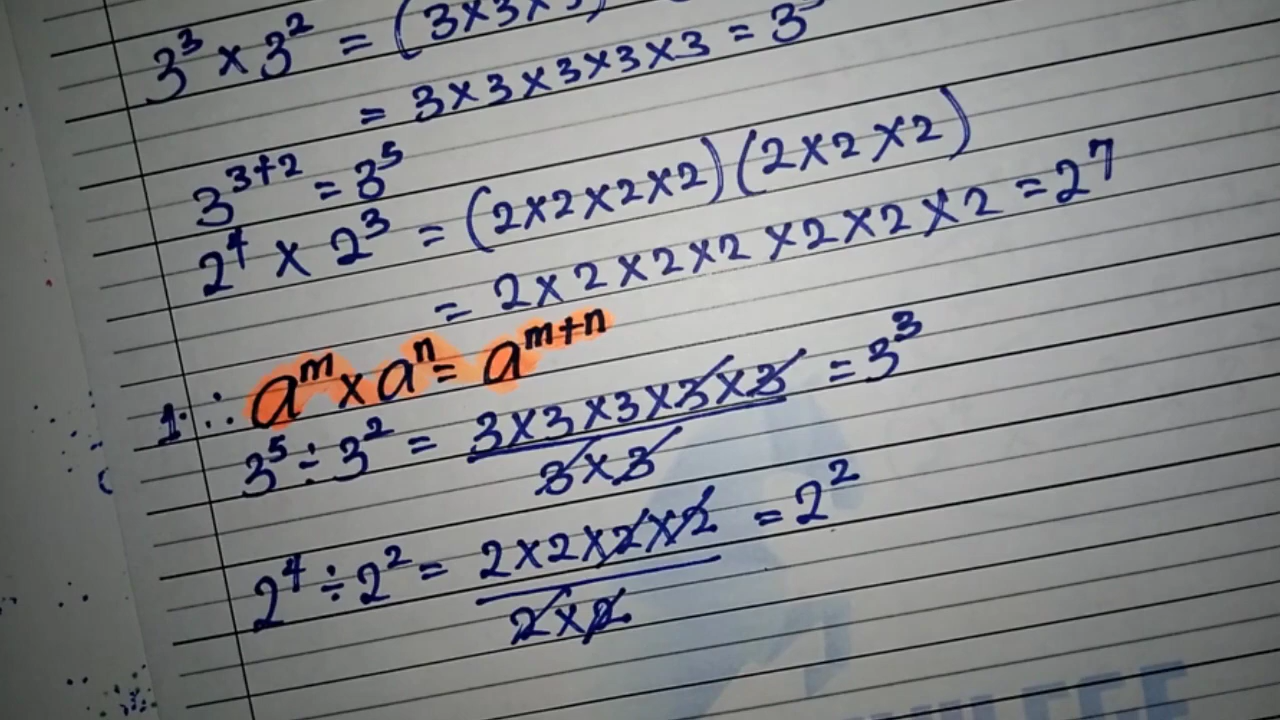 3³ × 3² = (3×3×3)
= 3×3×3×3×3 = 3⁵
3³⁺² = 3⁵
2⁴ × 2³ = (2×2×2×2)(2×2×2)
= 2×2×2×2×2×2×2 = 2⁷
1. ∴ aᵐ × aⁿ = aᵐ⁺ⁿ
3⁵ ÷ 3² = 3×3×3×3×3 = 3³
3×3
2⁴ ÷ 2² = 2×2×2×2 = 2²
2×2